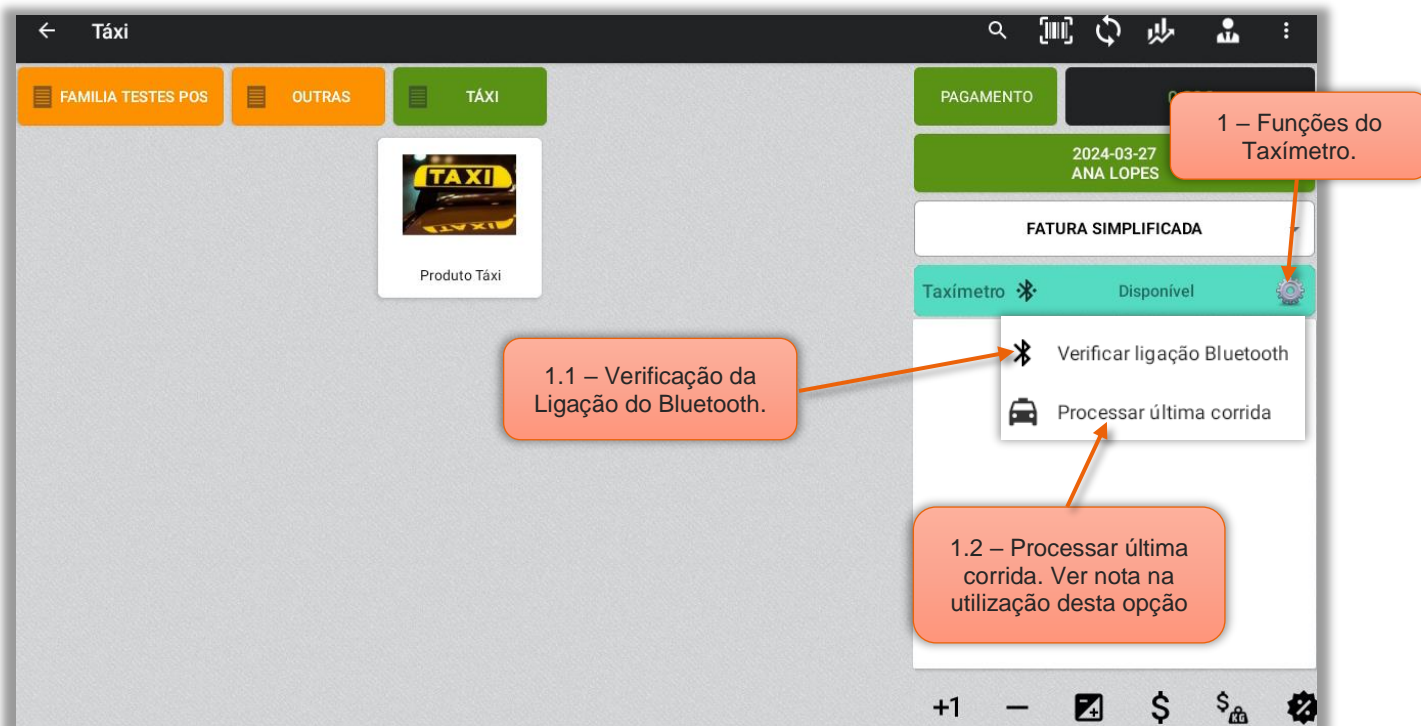 Táxi
FAMILIA TESTES POS
OUTRAS
TÁXI
PAGAMENTO
1 – Funções do
Taxímetro.
2024-03-27
ANA LOPES
TAXI
FATURA SIMPLIFICADA
Produto Táxi
Taxímetro
Disponível
Verificar ligação Bluetooth
1.1 – Verificação da
Ligação do Bluetooth.
Processar última corrida
1.2 – Processar última
corrida. Ver nota na
utilização desta opção
+1
$
$
KG